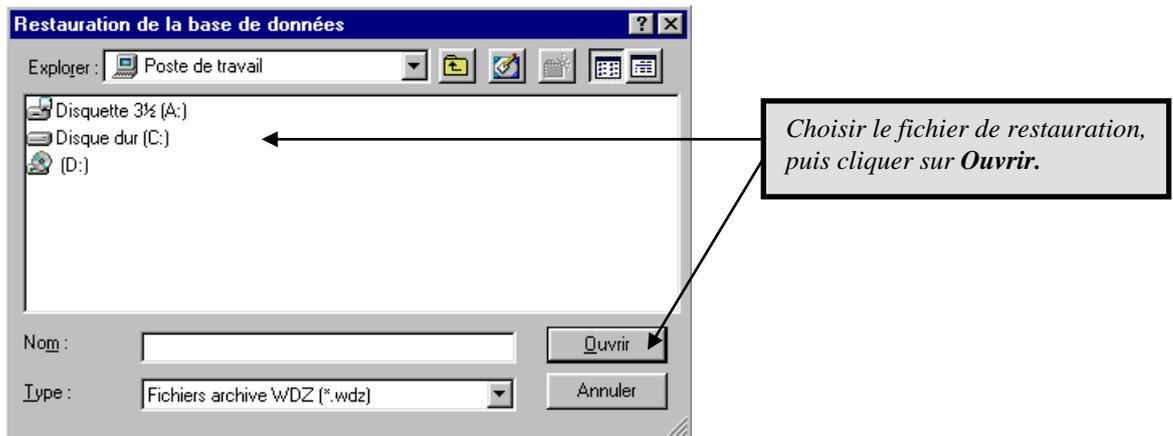 Restauration de la base de données
Explorer : Poste de travail
Disquette 3½ (A:)
Disque dur (C:)
(D:)
Choisir le fichier de restauration,
puis cliquer sur Ouvrir.
Nom :
Ouvrir
Type : Fichiers archive WDZ (*.wdz)
Annuler